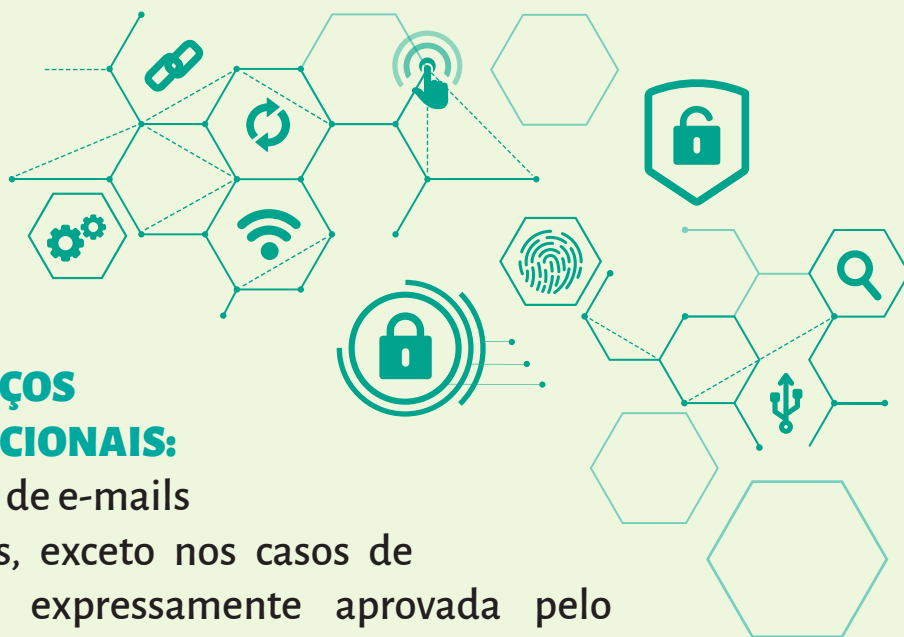 ÇOS
CIONAIS:
de e-mails
s, exceto nos casos de
expressamente aprovada pelo